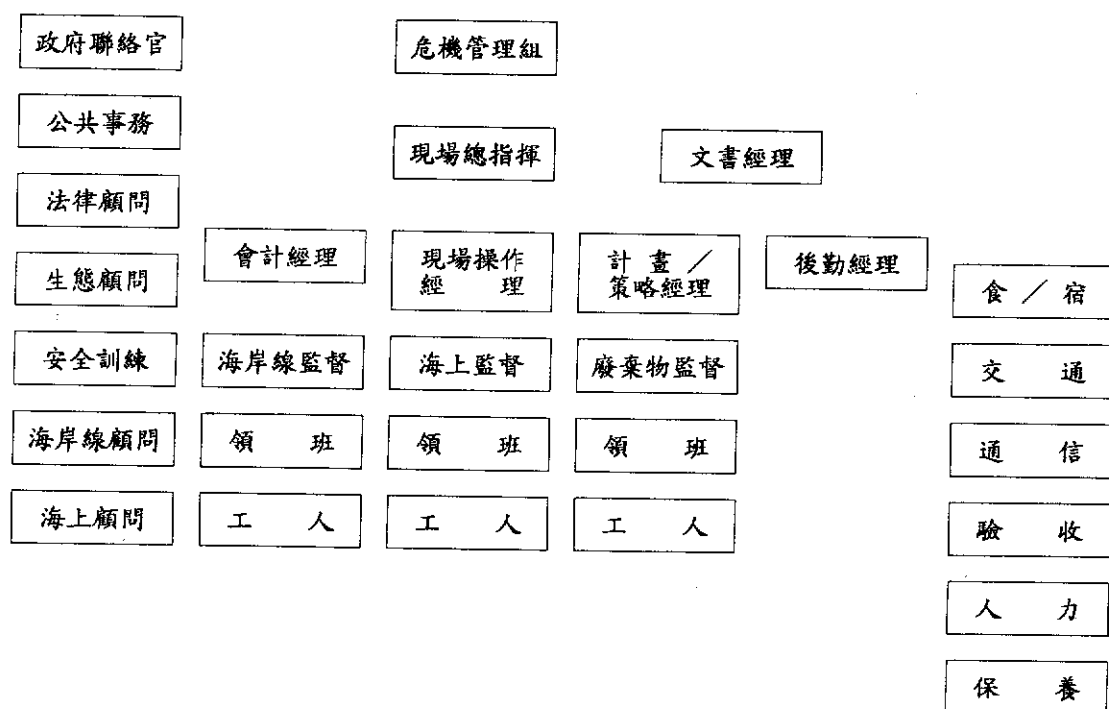 政府聯絡官
危機管理組
公共事務
現場總指揮
文書經理
法律顧問
會計經理
現場操作
經理
計畫／
策略經理
後勤經理
生態顧問
食／宿
安全訓練
海岸線監督
海上監督
廢棄物監督
交通
海岸線顧問
領班
領班
領班
通信
海上顧問
工人
工人
工人
驗收
人力
保養